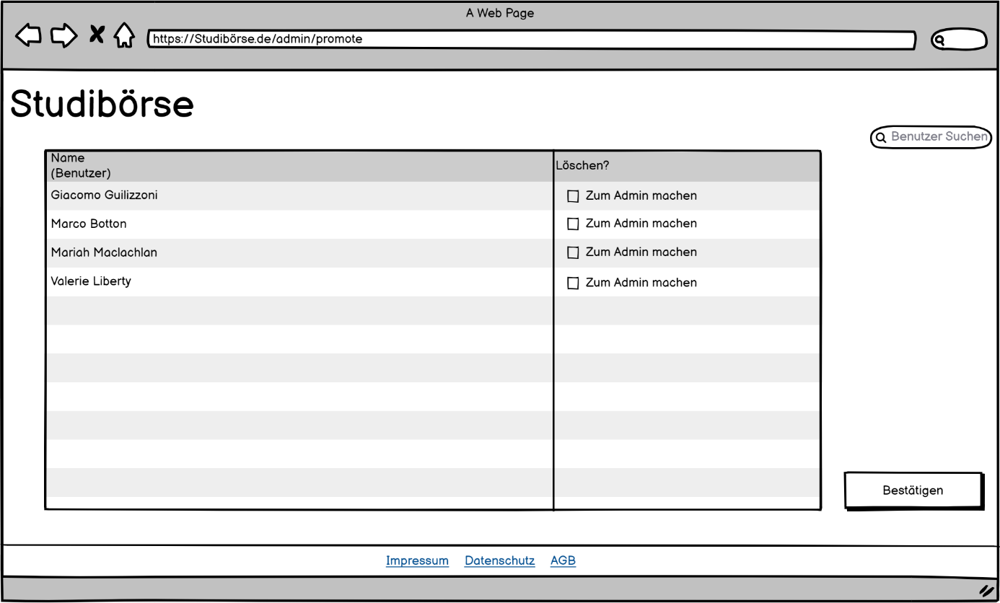 A Web Page
https://Studibörse.de/admin/promote
Studibörse
Benutzer Suchen
Name
(Benutzer)
Löschen?
Giacomo Guilizzoni
Zum Admin machen
Marco Botton
Zum Admin machen
Mariah Maclachlan
Zum Admin machen
Valerie Liberty
Zum Admin machen
Bestätigen
Impressum Datenschutz AGB